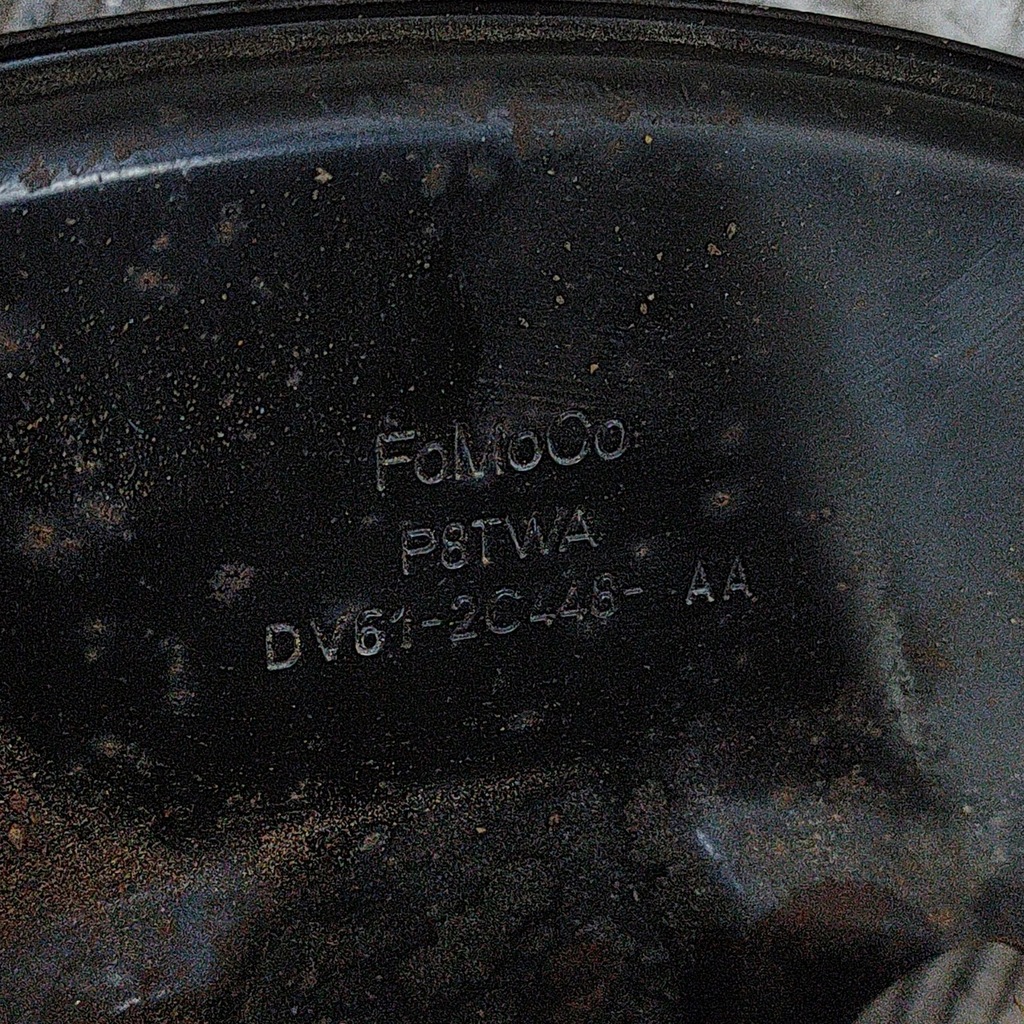 FoMoCo
P8TWA
DV61-2C448- AA